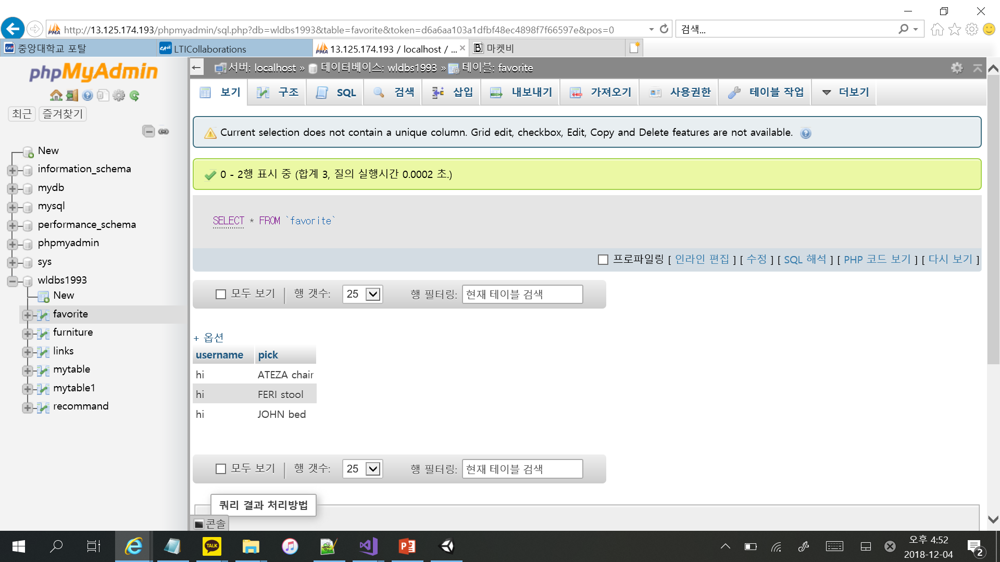 http://13.125.174.193/phpmyadmin/sql.php?db=wldbs1993&table=favorite&token=d6a6aa103a1dfbf48ec4898f7f66597e&pos=0
검색...
중앙대학교 포탈
LTICollaborations
13.125.174.193 / localhost / ...
마켓비
phpMyAdmin
최근 즐겨찾기
New
information_schema
mydb
mysql
performance_schema
phpmyadmin
sys
wldbs1993
New
favorite
furniture
links
mytable
mytable1
recommand
서버: localhost » 데이터베이스: wldbs1993 » 테이블: favorite
보기 구조 SQL 검색 삽입 내보내기 가져오기 사용권한 테이블 작업 더보기
Current selection does not contain a unique column. Grid edit, checkbox, Edit, Copy and Delete features are not available.
0 - 2행 표시 중 (합계 3, 질의 실행시간 0.0002 초.)
SELECT * FROM `favorite`
프로파일링 [ 인라인 편집 ] [ 수정 ] [ SQL 해석 ] [ PHP 코드 보기 ] [ 다시 보기 ]
모두 보기 행 갯수: 25 행 필터링: 현재 테이블 검색
+ 옵션
username pick
hi ATEZA chair
hi FERI stool
hi JOHN bed
모두 보기 행 갯수: 25 행 필터링: 현재 테이블 검색
쿼리 결과 처리방법
콘솔
TALK
오후 4:52
2018-12-04
2